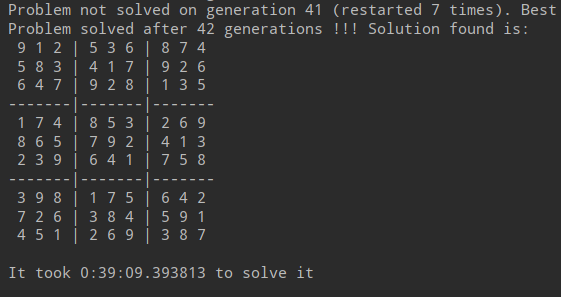 Problem not solved on generation 41 (restarted 7 times). Best
Problem solved after 42 generations !!! Solution found is:
9 1 2 | 5 3 6 | 8 7 4
5 8 3 | 4 1 7 | 9 2 6
6 4 7 | 9 2 8 | 1 3 5
-------|-------|-------
1 7 4 | 8 5 3 | 2 6 9
8 6 5 | 7 9 2 | 4 1 3
2 3 9 | 6 4 1 | 7 5 8
-------|-------|-------
3 9 8 | 1 7 5 | 6 4 2
7 2 6 | 3 8 4 | 5 9 1
4 5 1 | 2 6 9 | 3 8 7
It took 0:39:09.393813 to solve it